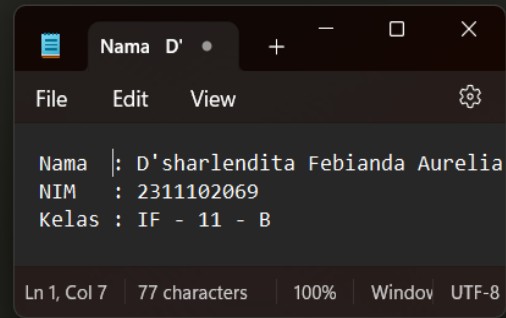 Nama D'
File Edit View
Nama : D'sharlendita Febianda Aurelia
NIM : 2311102069
Kelas : IF - 11 - B
Ln 1, Col 7 77 characters 100% Window UTF-8